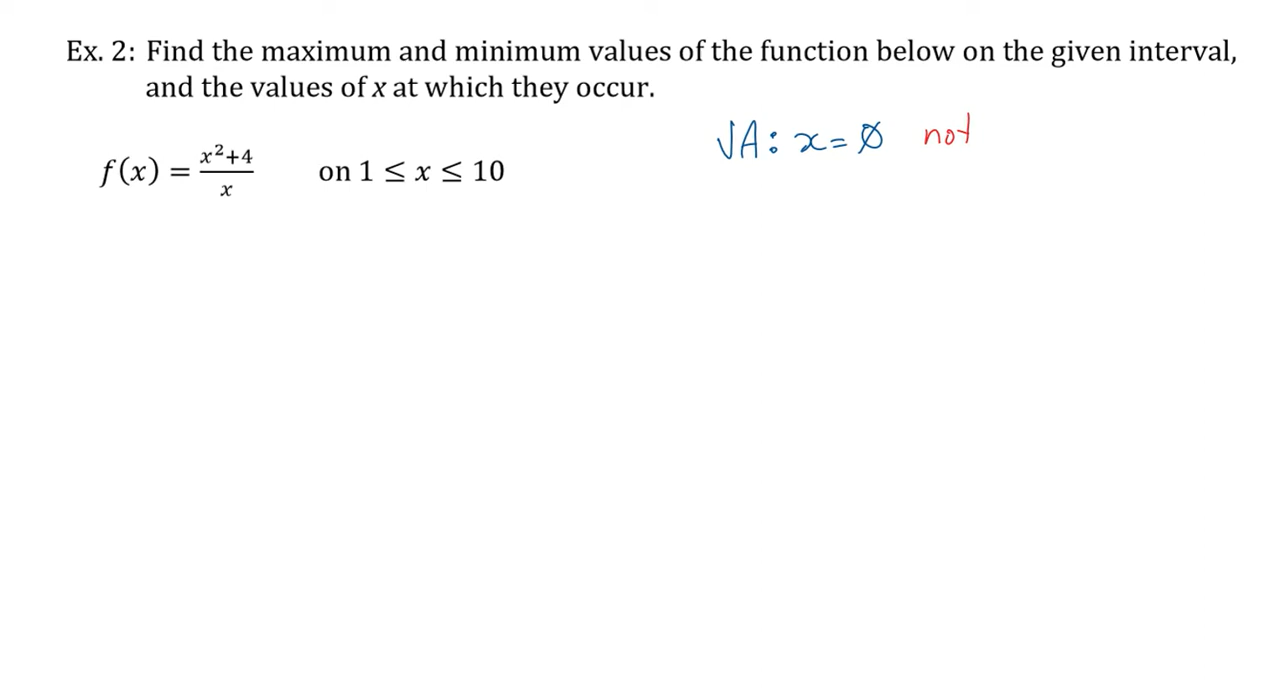 Ex. 2: Find the maximum and minimum values of the function below on the given interval,
and the values of x at which they occur.
VA: x = 0 not
f(x) = (x²+4)/x on 1 ≤ x ≤ 10